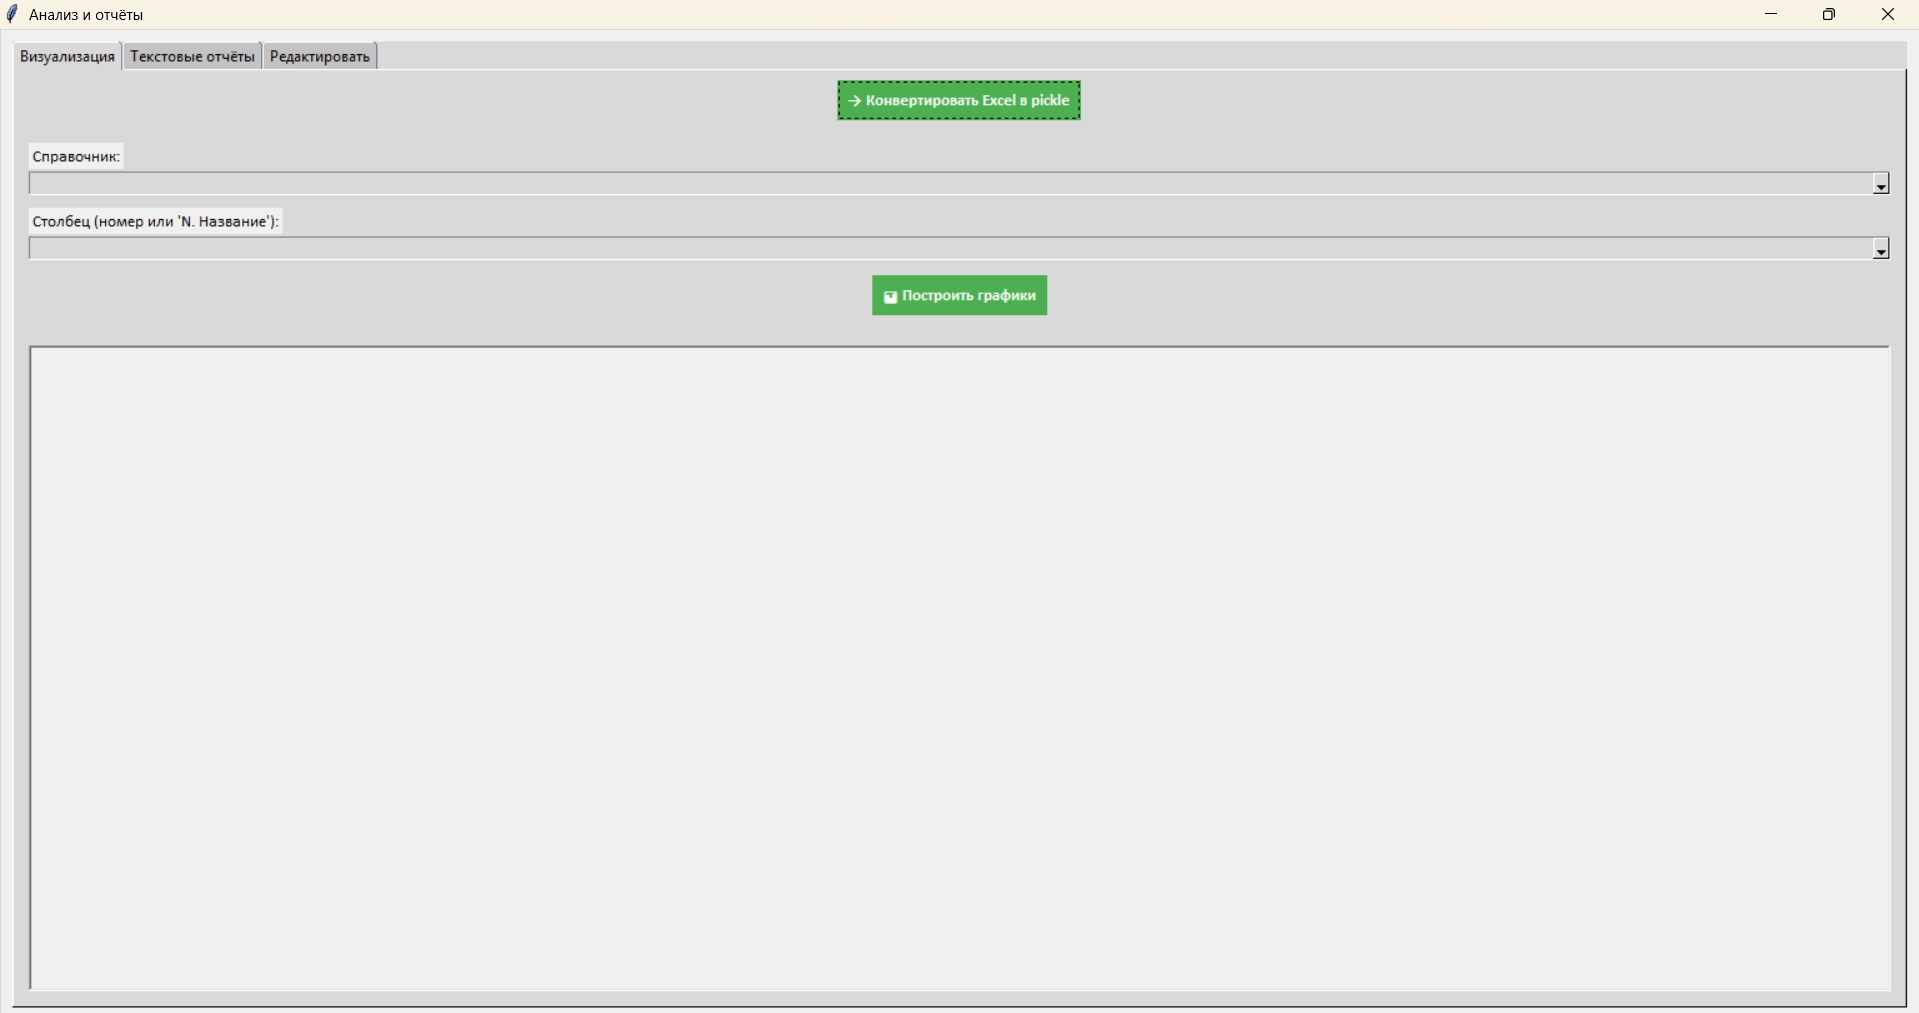 Анализ и отчёты
Визуализация Текстовые отчёты Редактировать
→ Конвертировать Excel в pickle
Справочник:
Столбец (номер или 'N. Название'):
Построить графики